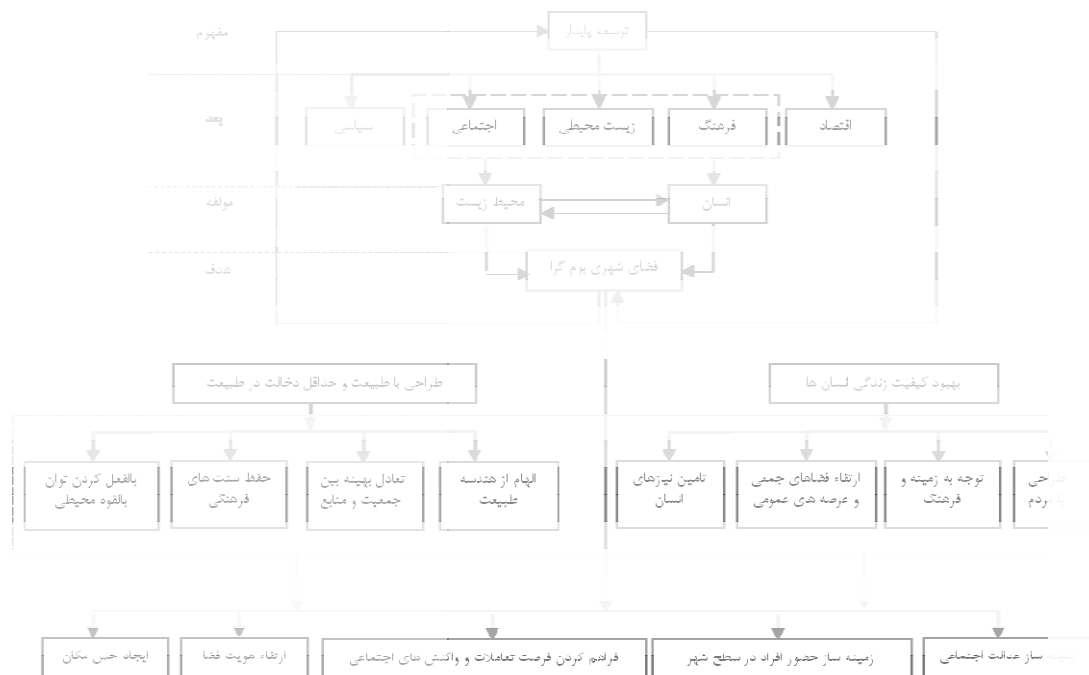 مفهوم
توسعه پایدار
بعد
اقتصاد
فرهنگ
زیست محیطی
اجتماعی
سیاسی
مولفه
انسان
محیط زیست
هدف
فضای شهری بوم گرا
بهبود کیفیت زندگی انسان ها
طراحی با طبیعت و حداقل دخالت در طبیعت
با مردم
توجه به زمینه و
فرهنگ
ارتقاء فضاهای جمعی
و عرصه های عمومی
تامین نیزهای
انسان
الهام از هندسه
طبیعت
تعادل بهینه بین
جمعیت و منابع
حفظ سنت های
فرهنگی
بالفعل کردن توان
بالقوه محیطی
ساز عدالت اجتماعی
زمینه ساز حضور افراد در سطح شهر
فراهم کردن فرصت تعاملات و واکنش های اجتماعی
ارتقاء هویت فضا
ایجاد حس مکان